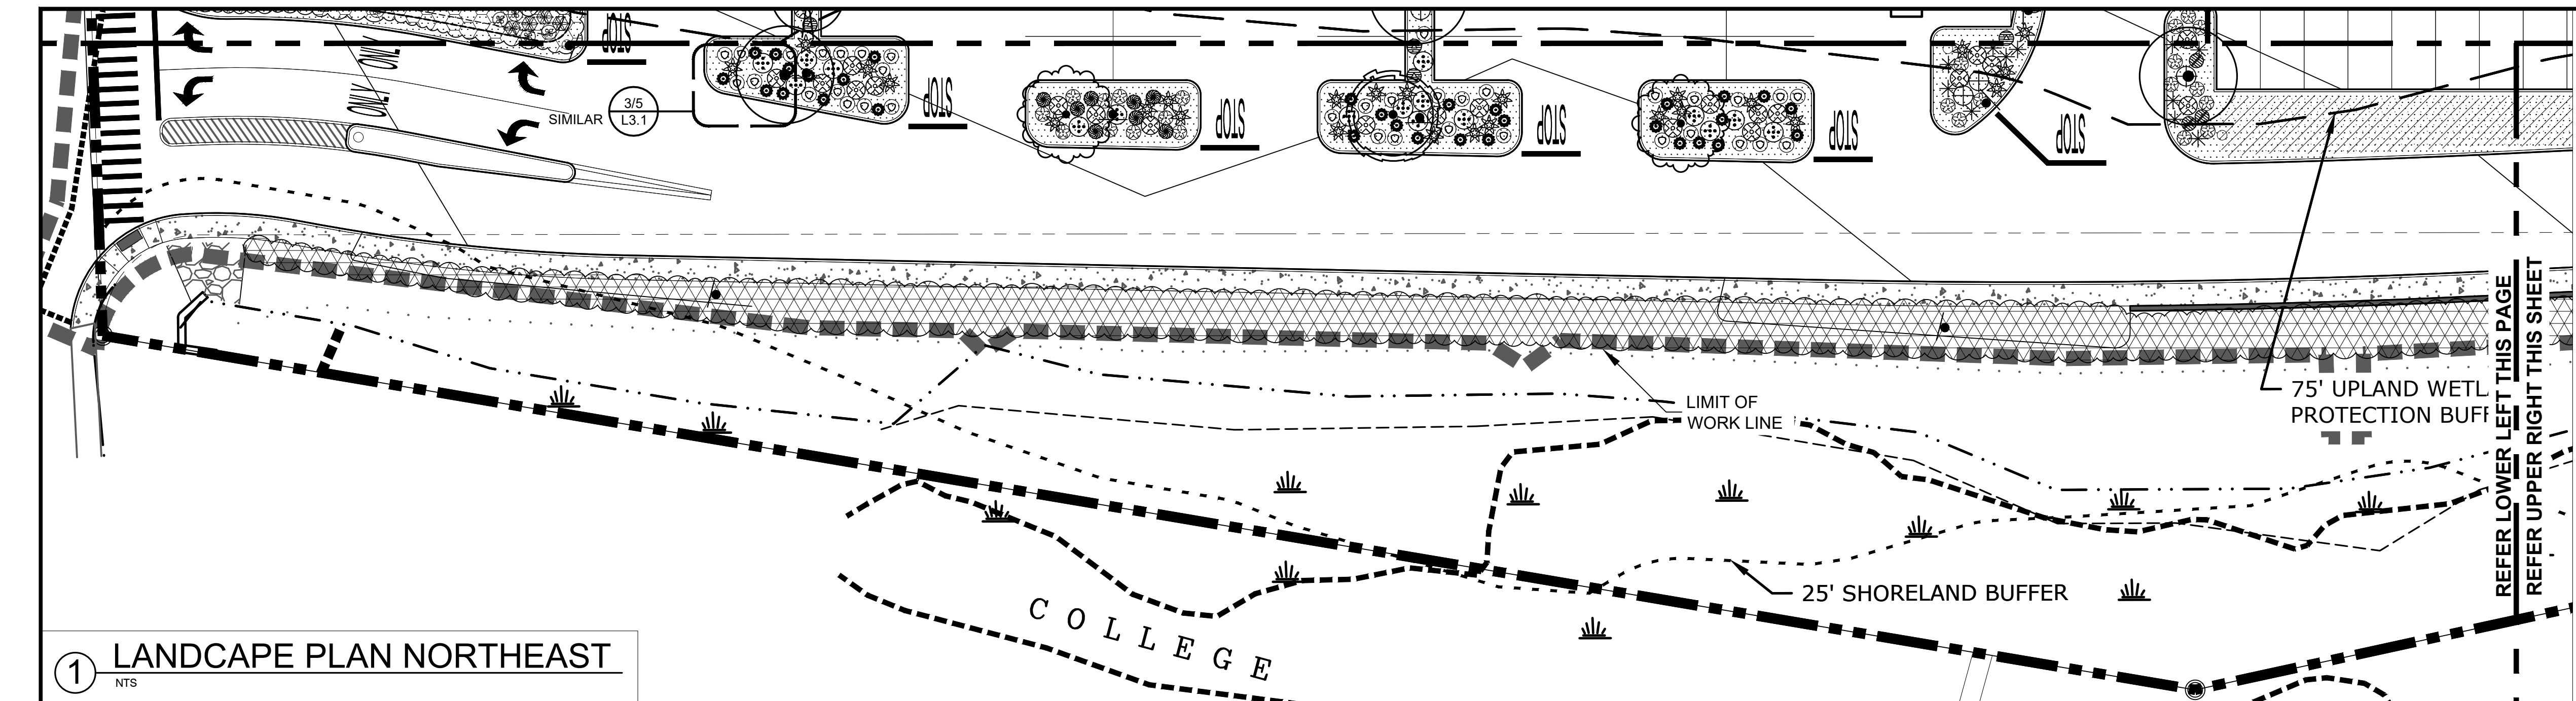 STOP
STOP
STOP
STOP
STOP
STOP
SIMILAR
3/5
L3.1
REFER LOWER LEFT THIS PAGE
REFER UPPER RIGHT THIS SHEET
75' UPLAND WETL
PROTECTION BUFF
LIMIT OF
WORK LINE
25' SHORELAND BUFFER
COLLEGE
1
LANDCAPE PLAN NORTHEAST
NTS